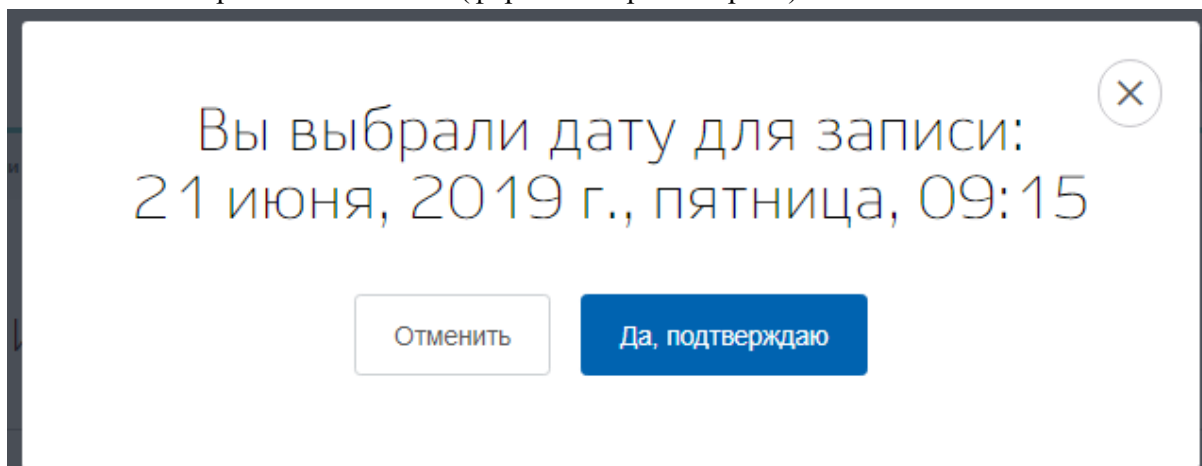 Вы выбрали дату для записи:
21 июня, 2019 г., пятница, 09:15
Отменить
Да, подтверждаю